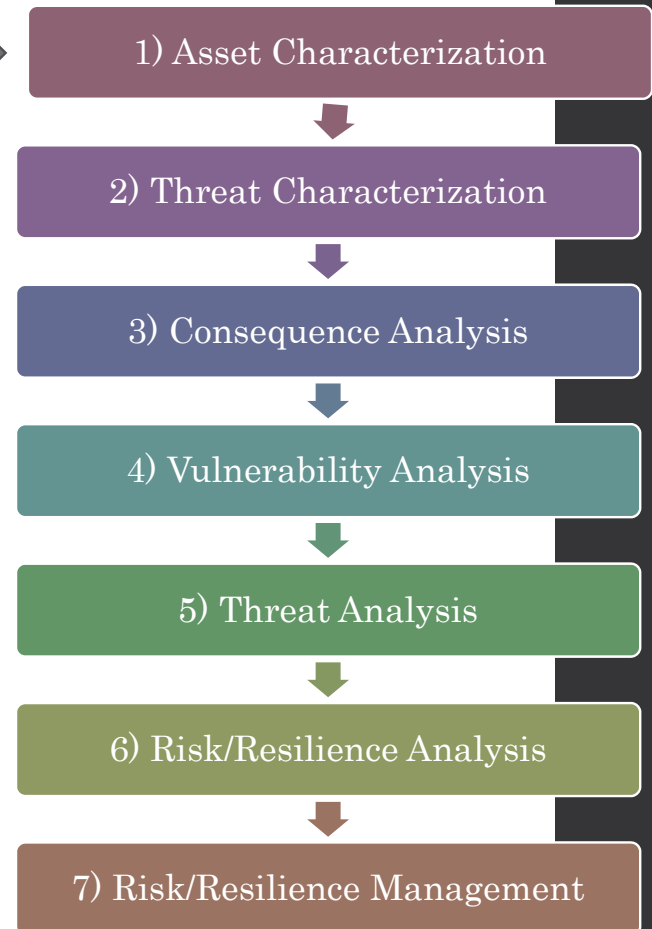 1) Asset Characterization
2) Threat Characterization
3) Consequence Analysis
4) Vulnerability Analysis
5) Threat Analysis
6) Risk/Resilience Analysis
7) Risk/Resilience Management